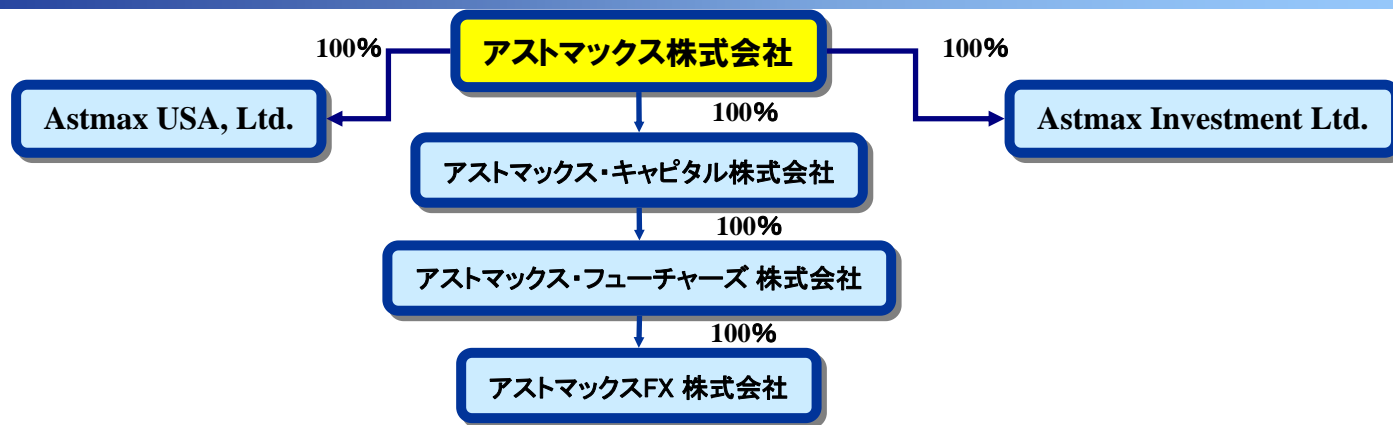 100%
アストマックス株式会社
100%
Astmax USA, Ltd.
100%
Astmax Investment Ltd.
アストマックス・キャピタル株式会社
100%
アストマックス・フューチャーズ 株式会社
100%
アストマックスFX 株式会社